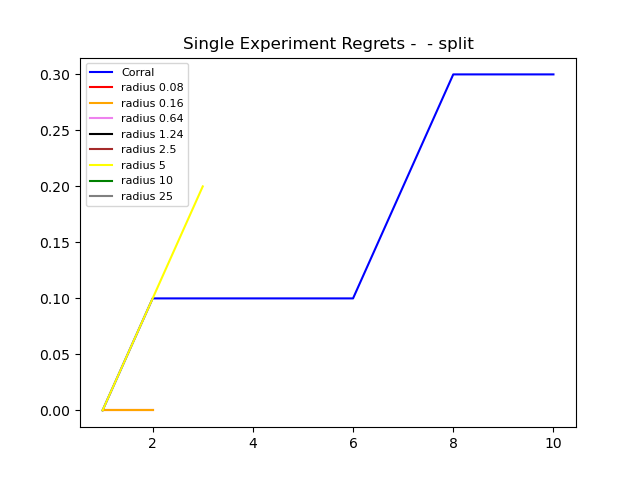 Single Experiment Regrets -  - split
0.30
0.25
0.20
0.15
0.10
0.05
0.00
Corral
radius 0.08
radius 0.16
radius 0.64
radius 1.24
radius 2.5
radius 5
radius 10
radius 25
2 4 6 8 10